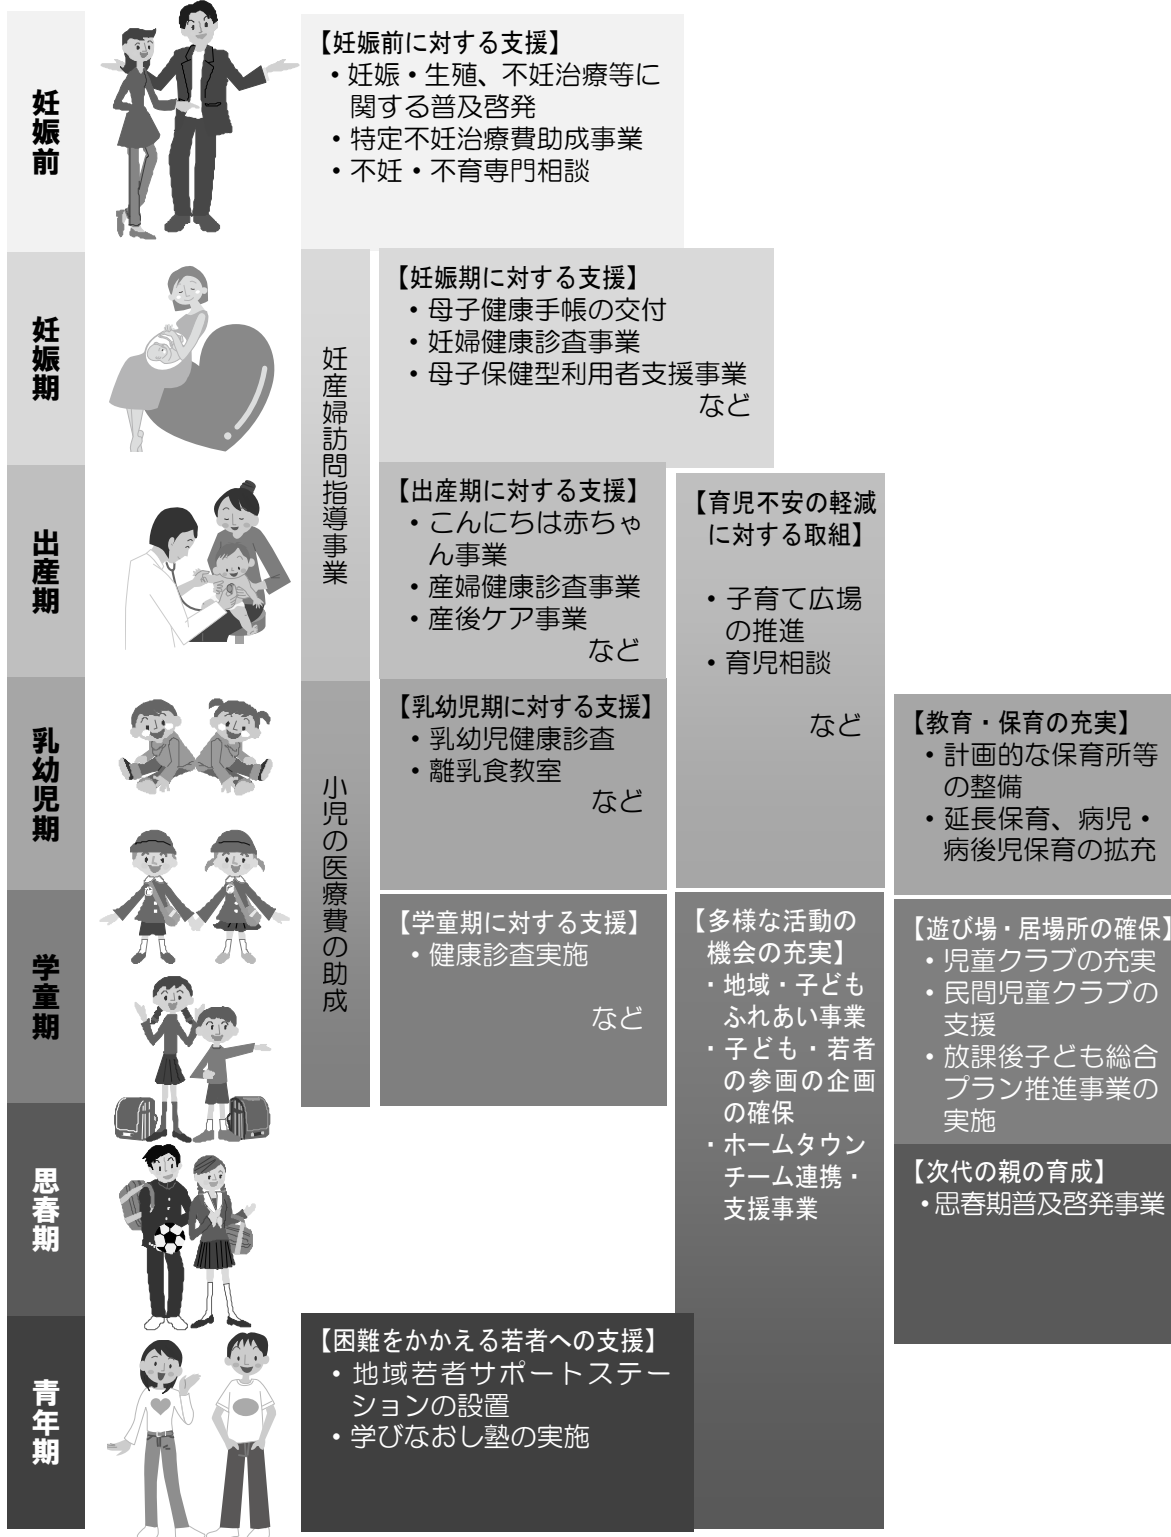 妊娠前
【妊娠前に対する支援】
・妊娠・生殖、不妊治療等に
関する普及啓発
・特定不妊治療費助成事業
・不妊・不育専門相談
妊娠期
妊産婦訪問指導事業
【妊娠期に対する支援】
・母子健康手帳の交付
・妊婦健康診査事業
・母子保健型利用者支援事業
など
出産期
【出産期に対する支援】
・こんにちは赤ちゃ
ん事業
・産婦健康診査事業
・産後ケア事業
など
【育児不安の軽減
に対する取組】
・子育て広場
の推進
・育児相談
など
乳幼児期
小児の医療費の助成
【乳幼児期に対する支援】
・乳幼児健康診査
・離乳食教室
など
【教育・保育の充実】
・計画的な保育所等
の整備
・延長保育、病児・
病後児保育の拡充
学童期
【学童期に対する支援】
・健康診査実施
など
【多様な活動の
機会の充実】
・地域・子ども
ふれあい事業
・子ども・若者
の参画の企画
の確保
・ホームタウン
チーム連携・
支援事業
【遊び場・居場所の確保】
・児童クラブの充実
・民間児童クラブの
支援
・放課後子ども総合
プラン推進事業の
実施
思春期
【次代の親の育成】
・思春期普及啓発事業
青年期
【困難をかかえる若者への支援】
・地域若者サポートステー
ションの設置
・学びなおし塾の実施